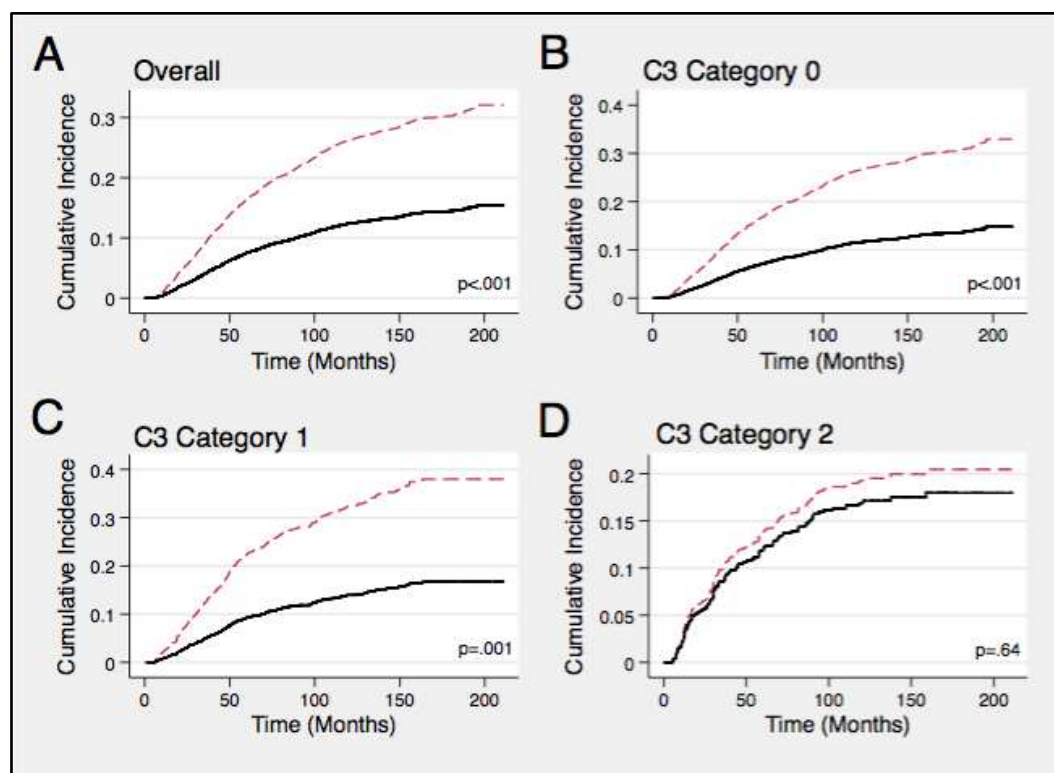 A
Overall
Cumulative Incidence
0.3
0.2
0.1
0
p<.001
0 50 100 150 200
Time (Months)
B
C3 Category 0
Cumulative Incidence
0.4
0.3
0.2
0.1
0
p<.001
0 50 100 150 200
Time (Months)
C
C3 Category 1
Cumulative Incidence
0.4
0.3
0.2
0.1
0
p=.001
0 50 100 150 200
Time (Months)
D
C3 Category 2
Cumulative Incidence
0.2
0.15
0.1
0.05
0
p=.64
0 50 100 150 200
Time (Months)